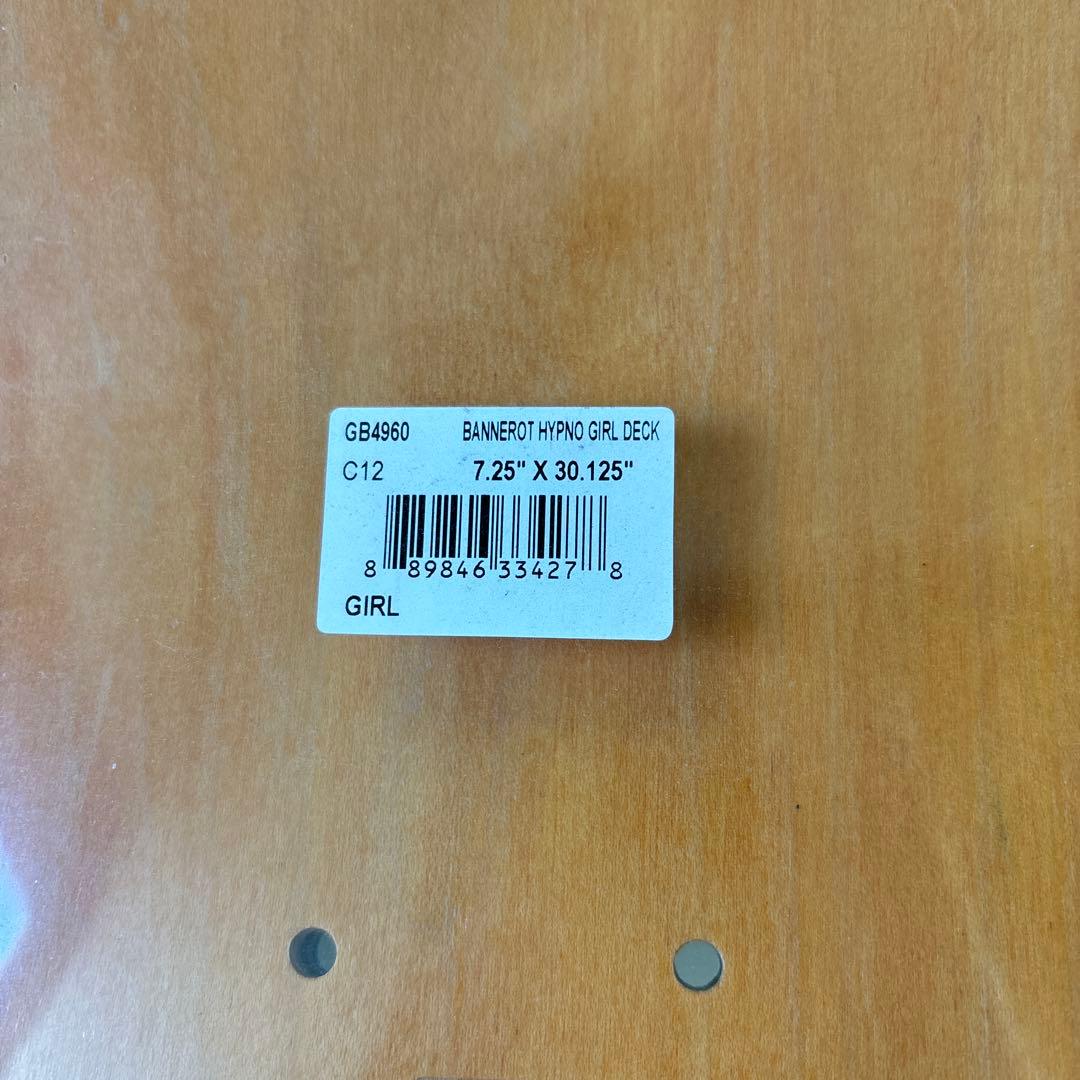 GB4960 BANNEROT HYPNO GIRL DECK
C12 7.25" X 30.125"
8 89846 33427 8
GIRL